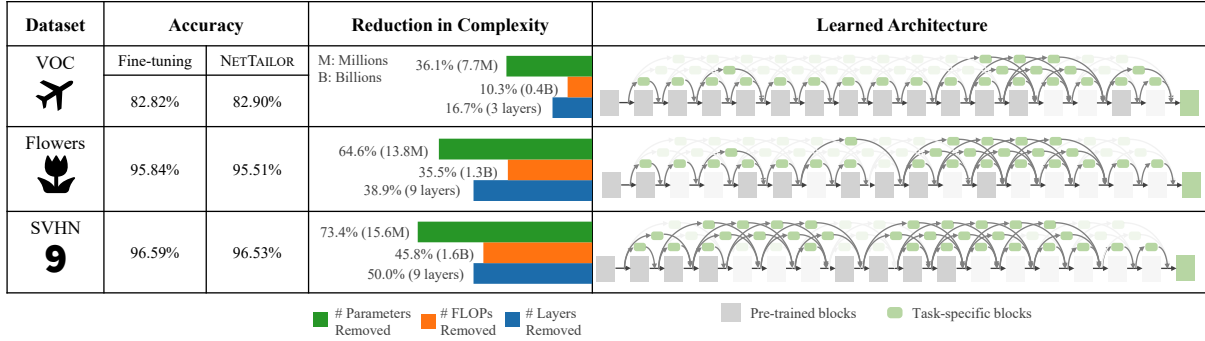 Dataset Accuracy Reduction in Complexity Learned Architecture
VOC Fine-tuning NETTAILOR
82.82% 82.90%
M: Millions
B: Billions
36.1% (7.7M)
10.3% (0.4B)
16.7% (3 layers)
Flowers
95.84% 95.51%
64.6% (13.8M)
35.5% (1.3B)
38.9% (9 layers)
SVHN
9
96.59% 96.53%
73.4% (15.6M)
45.8% (1.6B)
50.0% (9 layers)
# Parameters Removed
# FLOPs Removed
# Layers Removed
Pre-trained blocks
Task-specific blocks